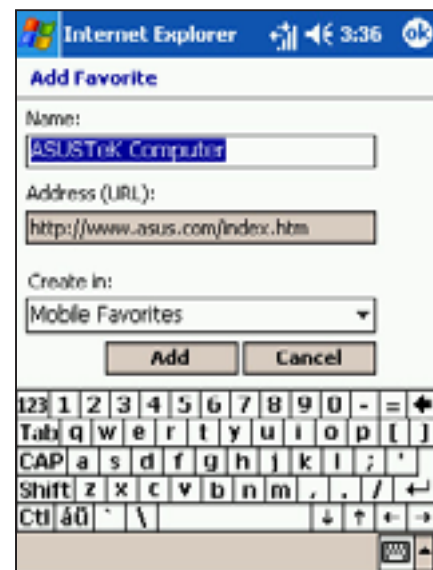 Internet Explorer 3:36 ok
Add Favorite
Name:
ASUSTeK Computer
Address (URL):
http://www.asus.com/index.htm
Create in:
Mobile Favorites
Add Cancel
123 1 2 3 4 5 6 7 8 9 0 - =
Tab q w e r t y u i o p [ ]
CAP a s d f g h j k l ; '
Shift z x c v b n m , . /
Ctl áü ` \